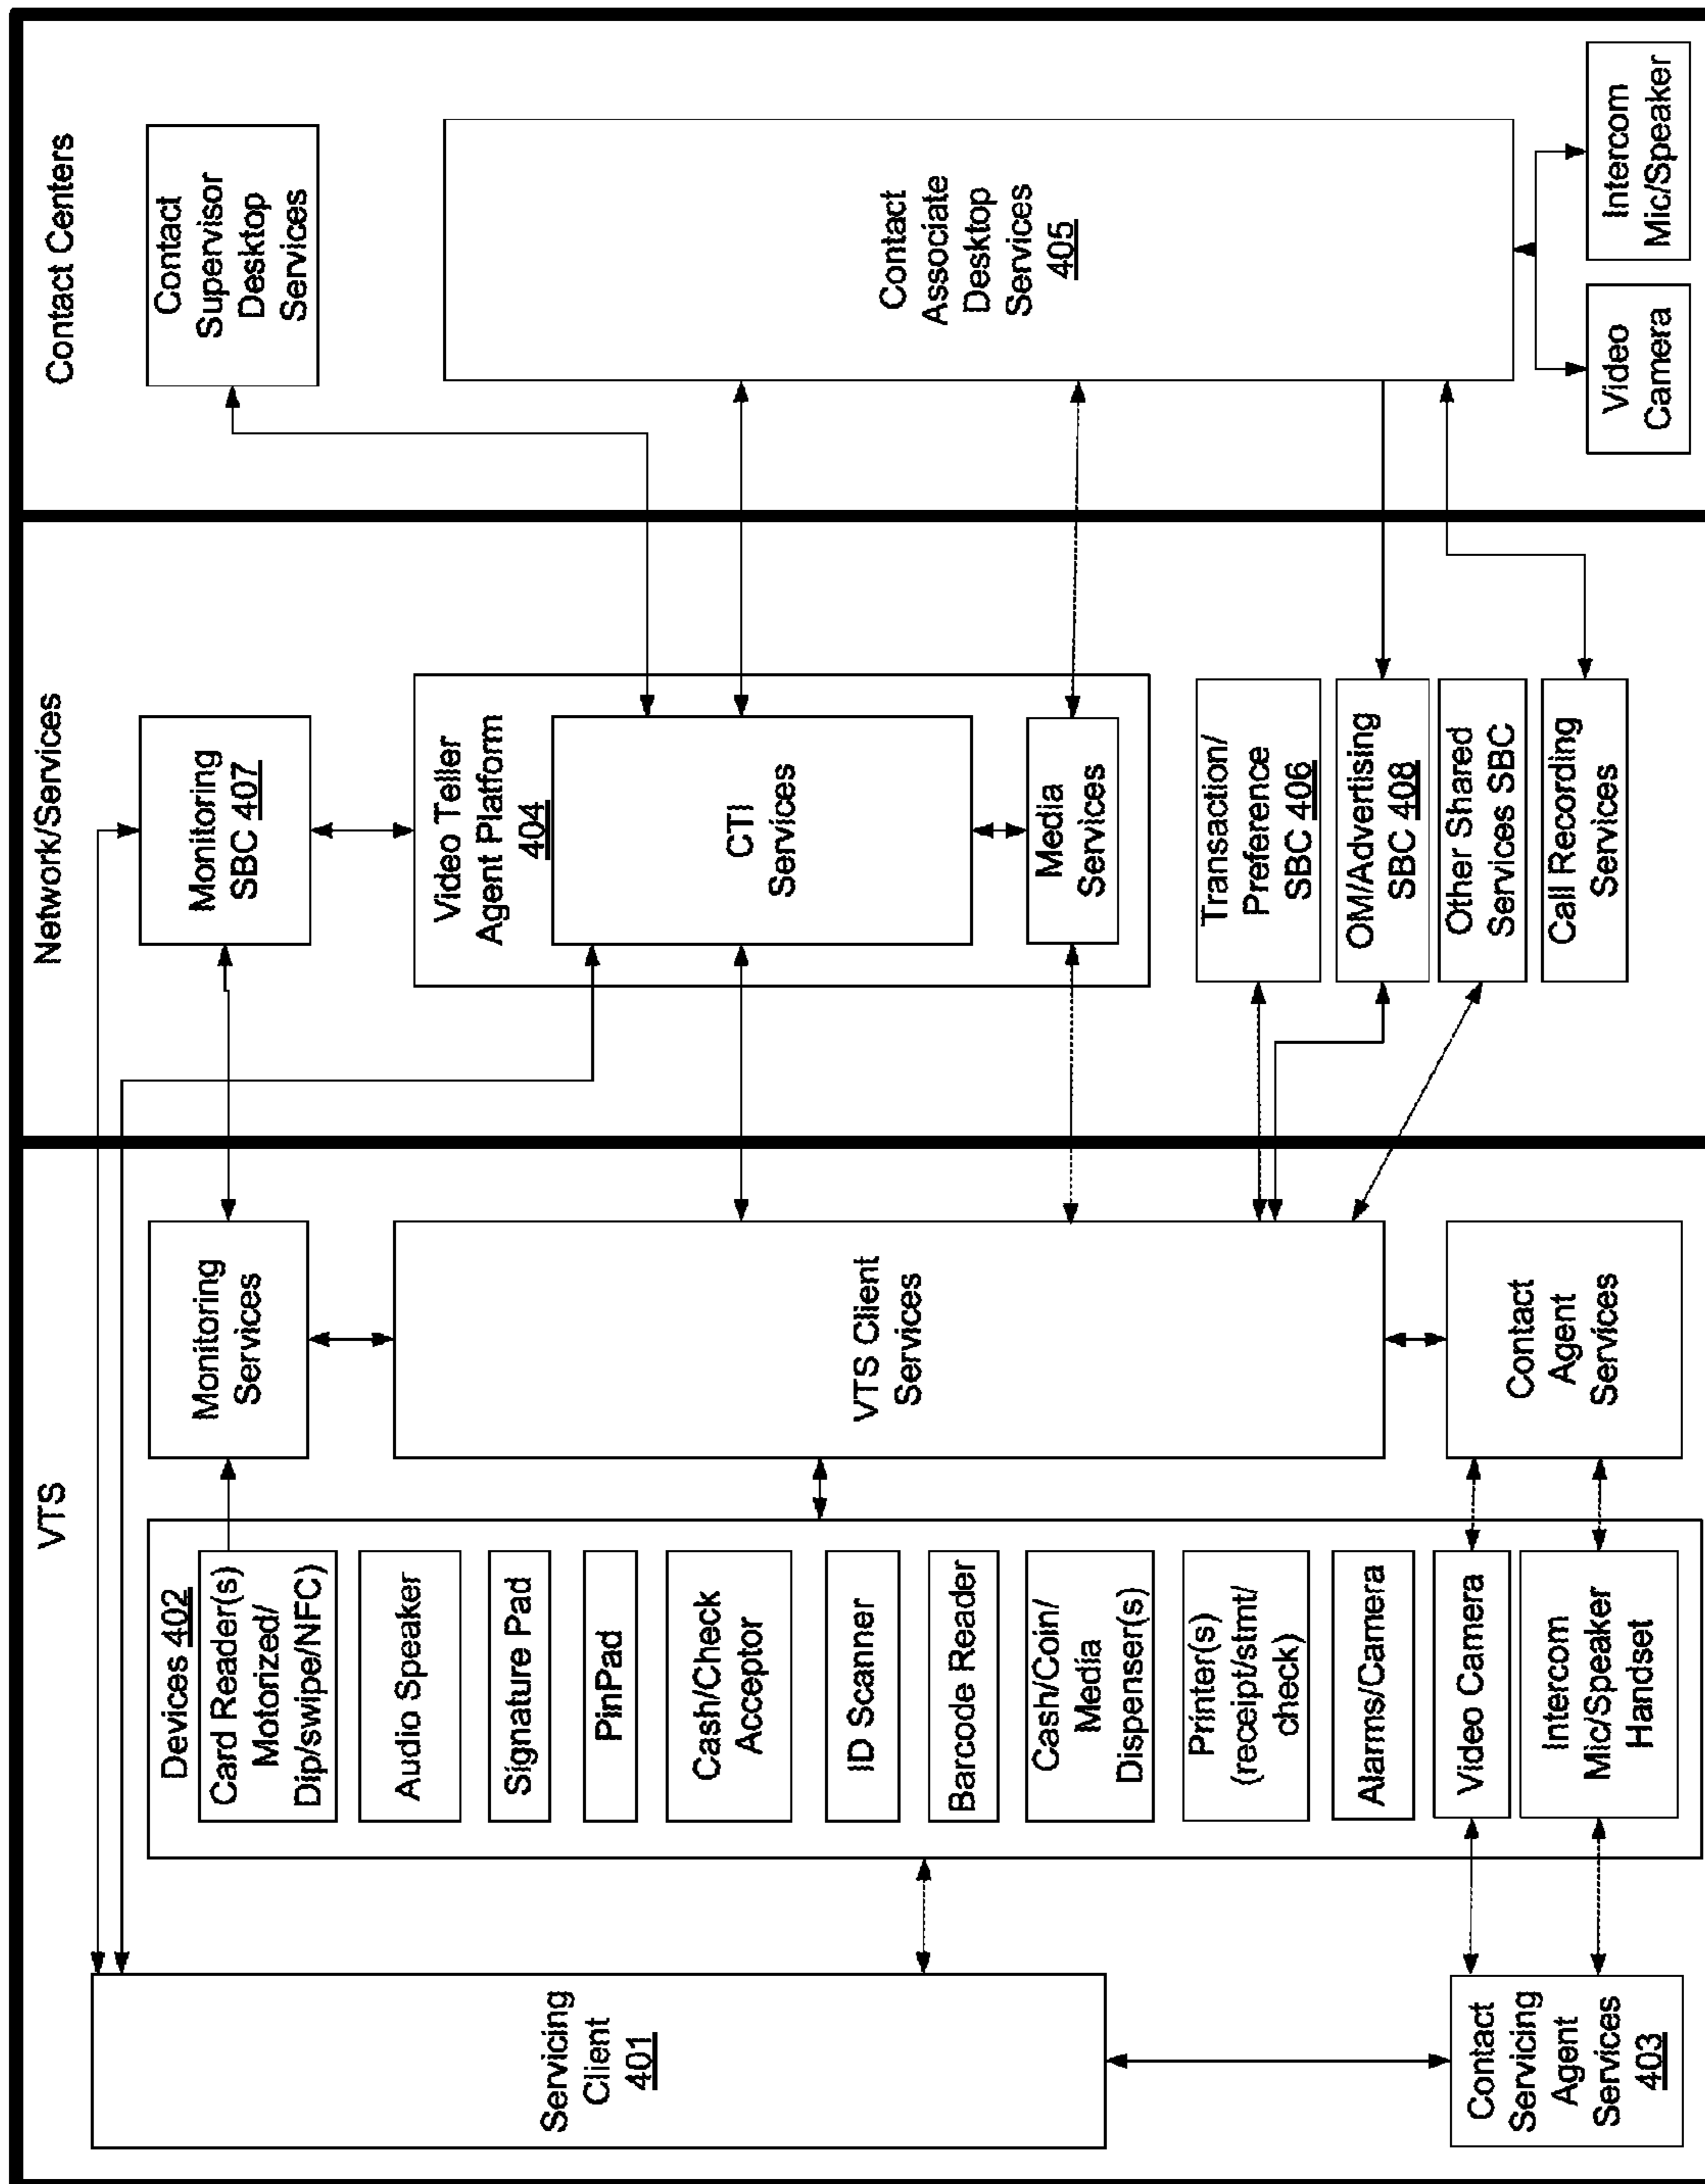 VTS
Servicing
Client
401
Contact
Servicing
Agent
Services
403
Devices 402
Card Reader(s)
Motorized/
Dip/swipe/NFC)
Audio Speaker
Signature Pad
PinPad
Cash/Check
Acceptor
ID Scanner
Barcode Reader
Cash/Coin/
Media
Dispenser(s)
Printer(s)
(receipt/stmt/
check)
Alarms/Camera
Video Camera
Intercom
Mic/Speaker
Handset
Monitoring
Services
VTS Client
Services
Contact
Agent
Services
Network/Services
Monitoring
SBC 407
Video Teller
Agent Platform
404
CTI
Services
Media
Services
Transaction/
Preference
SBC 406
OM/Advertising
SBC 408
Other Shared
Services SBC
Call Recording
Services
Contact Centers
Contact
Supervisor
Desktop
Services
Contact
Associate
Desktop
Services
405
Video
Camera
Intercom
Mic/Speaker